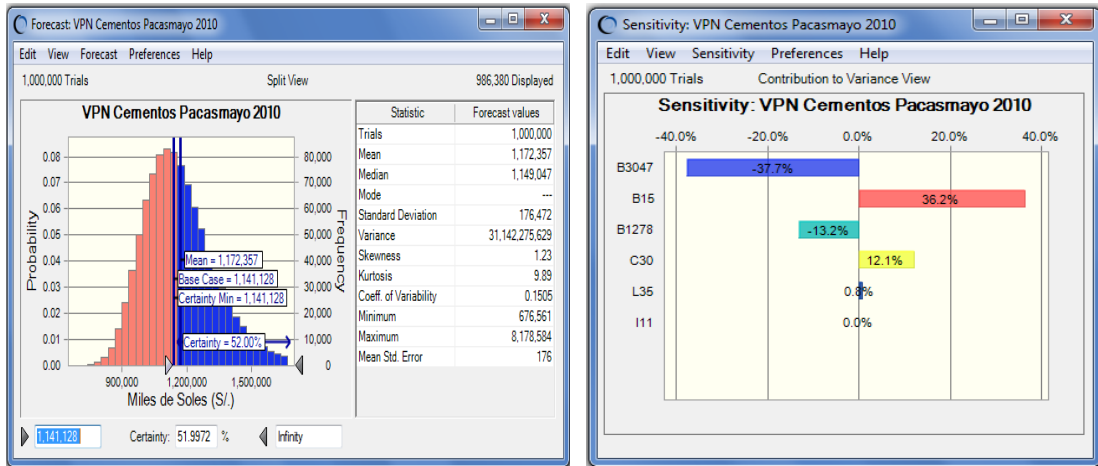 Forecast: VPN Cementos Pacasmayo 2010
Edit View Forecast Preferences Help
1,000,000 Trials Split View 986,380 Displayed
VPN Cementos Pacasmayo 2010
0.08
0.07
0.06
0.05
0.04
0.03
0.02
0.01
0.00
Probability
80,000
70,000
60,000
50,000
40,000
30,000
20,000
10,000
0
Frequency
Mean = 1,172,357
Base Case = 1,141,128
Certainty Min = 1,141,128
Certainty = 52.00%
900,000 1,200,000 1,500,000
Miles de Soles (S/.)
Statistic Forecast values
Trials 1,000,000
Mean 1,172,357
Median 1,149,047
Mode ---
Standard Deviation 176,472
Variance 31,142,275,629
Skewness 1.23
Kurtosis 9.89
Coeff. of Variability 0.1505
Minimum 676,561
Maximum 8,178,584
Mean Std. Error 176
1,141,128 Certainty: 51.9972 % Infinity
Sensitivity: VPN Cementos Pacasmayo 2010
Edit View Sensitivity Preferences Help
1,000,000 Trials Contribution to Variance View
Sensitivity: VPN Cementos Pacasmayo 2010
-40.0% -20.0% 0.0% 20.0% 40.0%
B3047 -37.7%
B15 36.2%
B1278 -13.2%
C30 12.1%
L35 0.8%
I11 0.0%